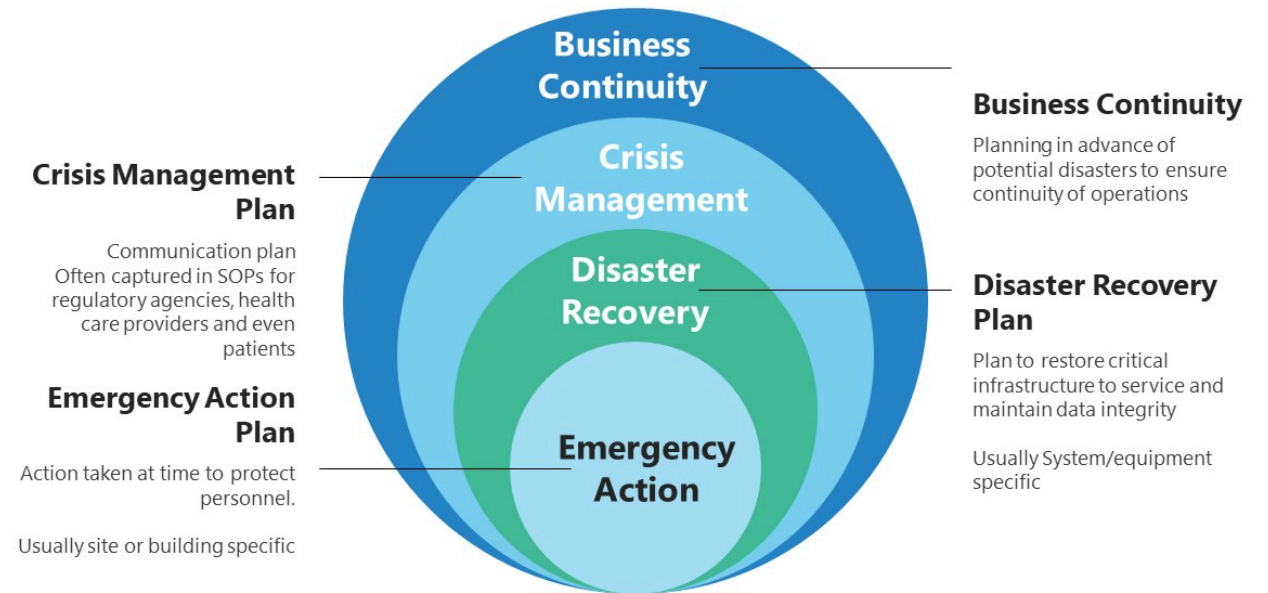 Business
Continuity
Crisis
Management
Disaster
Recovery
Emergency
Action
Crisis Management
Plan
Communication plan
Often captured in SOPs for
regulatory agencies, health
care providers and even
patients
Emergency Action
Plan
Action taken at time to protect
personnel.
Usually site or building specific
Business Continuity
Planning in advance of
potential disasters to ensure
continuity of operations
Disaster Recovery
Plan
Plan to restore critical
infrastructure to service and
maintain data integrity
Usually System/equipment
specific